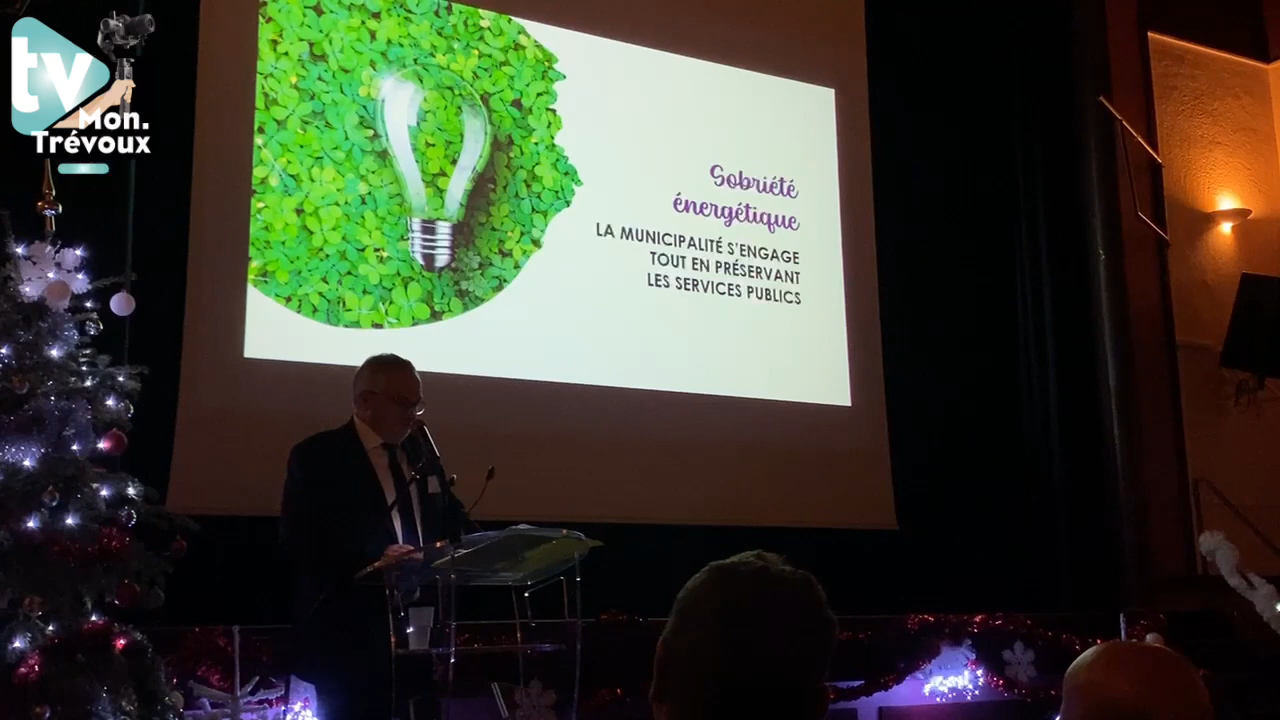 tv
Mon.
Trévoux
Sobriété
énergétique
LA MUNICIPALITÉ S'ENGAGE
TOUT EN PRÉSERVANT
LES SERVICES PUBLICS